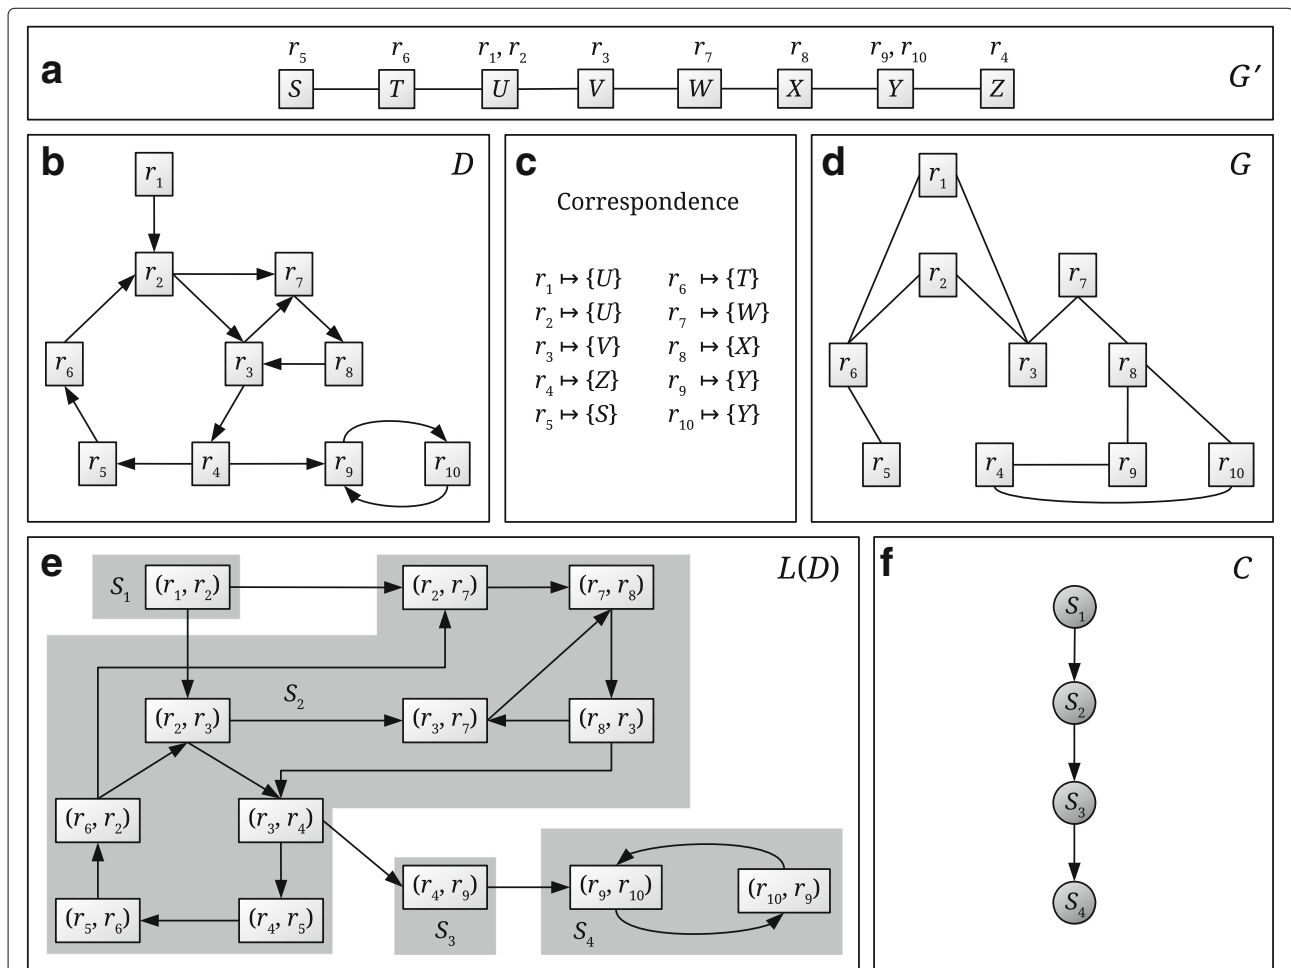 a
r5 r6 r1, r2 r3 r7 r8 r9, r10 r4
S T U V W X Y Z
G′
b
D
r1
r2 r7
r6 r3 r8
r5 r4 r9 r10
c
Correspondence
r1 ↦ {U} r6 ↦ {T}
r2 ↦ {U} r7 ↦ {W}
r3 ↦ {V} r8 ↦ {X}
r4 ↦ {Z} r9 ↦ {Y}
r5 ↦ {S} r10 ↦ {Y}
d
G
r1
r2 r7
r6 r3 r8
r5 r4 r9 r10
e
L(D)
S1 (r1, r2) (r2, r7) (r7, r8)
S2
(r2, r3) (r3, r7) (r8, r3)
(r6, r2) (r3, r4)
(r4, r9) (r9, r10) (r10, r9)
(r5, r6) (r4, r5)
S3 S4
f
C
S1
S2
S3
S4